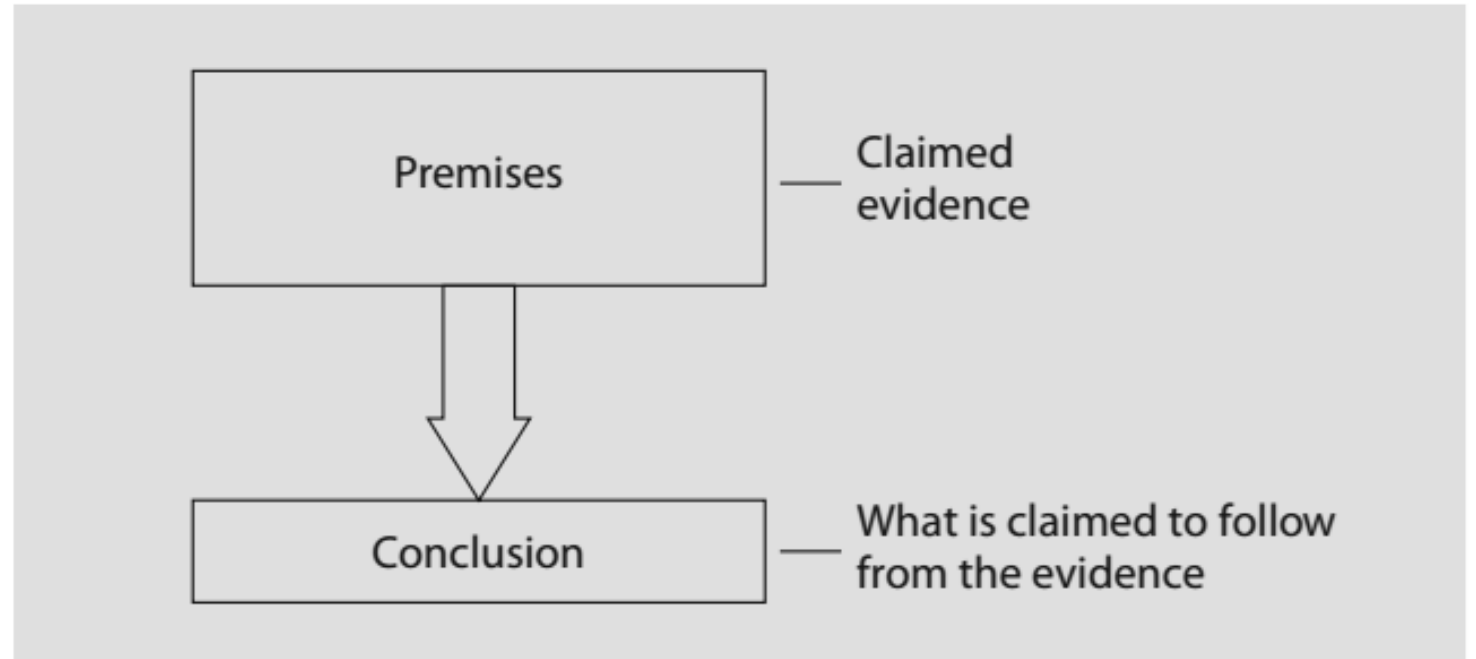 Premises
Claimed
evidence
Conclusion
What is claimed to follow
from the evidence